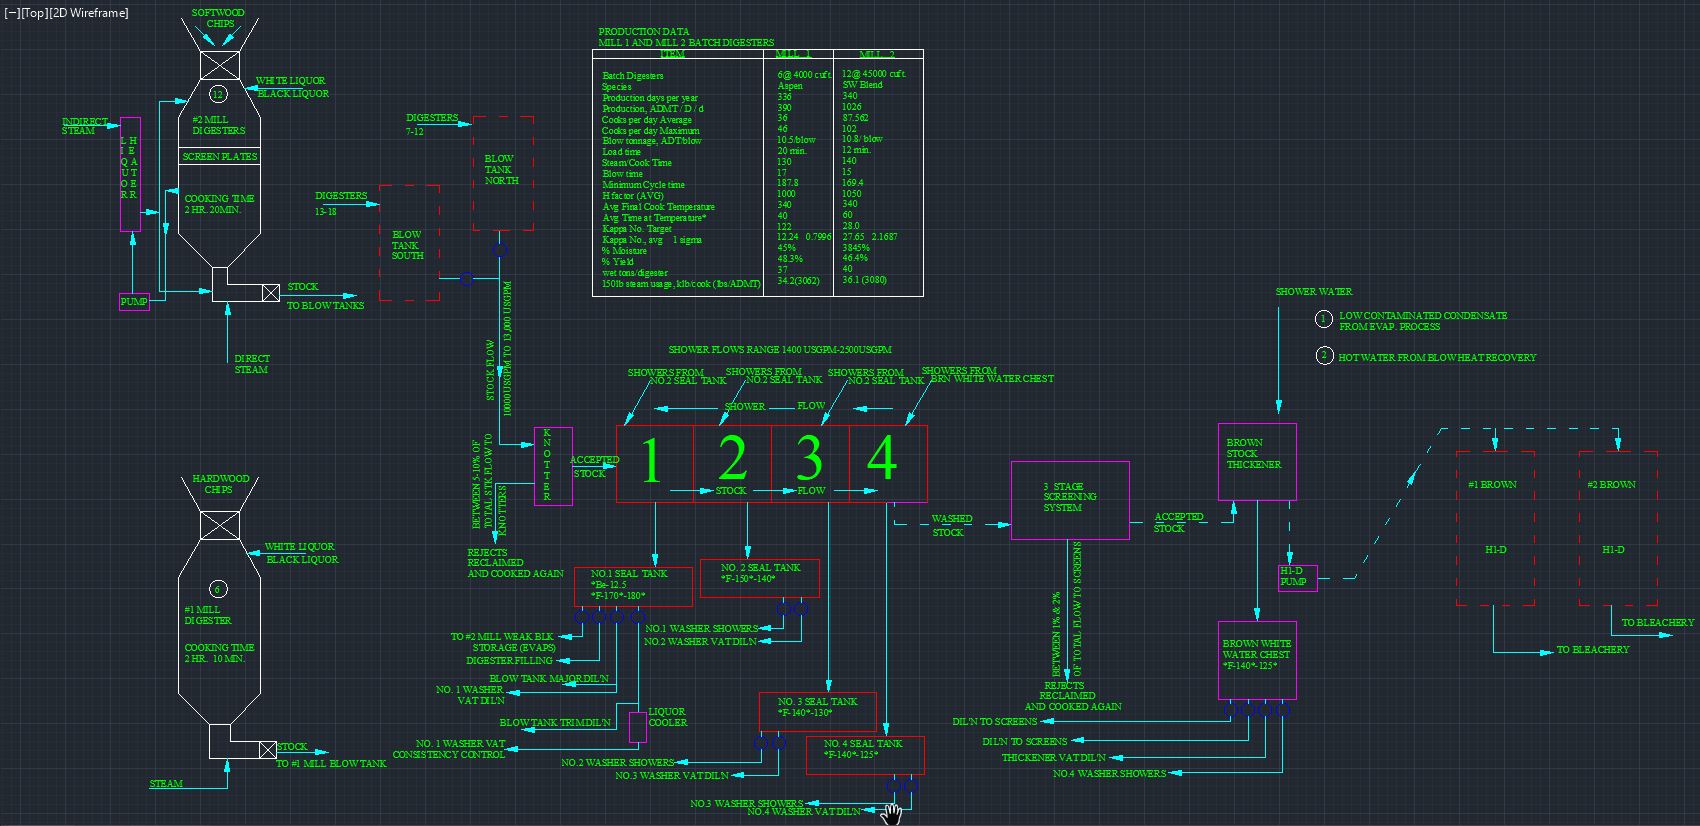 [−][Top][2D Wireframe]
SOFTWOOD
CHIPS
WHITE LIQUOR
BLACK LIQUOR
12
#2 MILL
DIGESTERS
SCREEN PLATES
COOKING TIME
2 HR. 20MIN.
INDIRECT
STEAM
LIQUOR
HEATER
PUMP
STOCK
TO BLOW TANKS
DIRECT
STEAM
DIGESTERS
7-12
BLOW
TANK
NORTH
DIGESTERS
13-18
BLOW
TANK
SOUTH
PRODUCTION DATA
MILL 1 AND MILL 2 BATCH DIGESTERS
ITEM MILL 1 MILL 2
Batch Digesters 6@ 4000 cuft. 12@ 45000 cuft.
Species Aspen SW Blend
Production days per year 336 340
Production, ADMT / D / d 390 1026
Cooks per day Average 36 87.562
Cooks per day Maximum 46 102
Blow tonnage, ADT/blow 10.5/blow 10.8/ blow
Load time 20 min. 12 min.
Steam/Cook Time 130 140
Blow time 17 15
Minimum Cycle time 187.8 169.4
H factor (AVG) 1000 1050
Avg Final Cook Temperature 340 340
Avg Time at Temperature* 40 60
Kappa No. Target 122 28.0
Kappa No., avg 1 sigma 12.24 0.7996 27.65 2.1687
% Moisture 45% 3845%
% Yield 48.3% 46.4%
wet tons/digester 37 40
150lb steam usage, klb/cook (lbs/ADMT) 34.2(3062) 36.1 (3080)
STOCK FLOW
10000USGPM TO 13,000 USGPM
SHOWER FLOWS RANGE 1400 USGPM-2500USGPM
SHOWERS FROM
NO.2 SEAL TANK
SHOWERS FROM
NO.2 SEAL TANK
SHOWERS FROM
NO.2 SEAL TANK
SHOWERS FROM
BRN WHITE WATER CHEST
SHOWER FLOW
1 2 3 4
STOCK FLOW
KNOTTER
ACCEPTED
STOCK
BETWEEN 5-10% OF
TOTAL STK FLOW TO
KNOTTERS
REJECTS
RECLAIMED
AND COOKED AGAIN
WASHED
STOCK
3 STAGE
SCREENING
SYSTEM
ACCEPTED
STOCK
BETWEEN 1% & 2%
OF TOTAL FLOW TO SCREENS
REJECTS
RECLAIMED
AND COOKED AGAIN
SHOWER WATER
1 LOW CONTAMINATED CONDENSATE
FROM EVAP. PROCESS
2 HOT WATER FROM BLOW HEAT RECOVERY
BROWN
STOCK
THICKENER
H1-D
PUMP
#1 BROWN
H1-D
#2 BROWN
H1-D
TO BLEACHERY
TO BLEACHERY
BROWN WHITE
WATER CHEST
*F-140*-125*
DIL'N TO SCREENS
DIL'N TO SCREENS
THICKENER VAT DIL'N
NO.4 WASHER SHOWERS
NO.1 SEAL TANK
*Be-12.5
*F-170*-180*
TO #2 MILL WEAK BLK
STORAGE (EVAPS)
DIGESTER FILLING
BLOW TANK MAJOR DIL'N
NO. 1 WASHER
VAT DIL'N
BLOW TANK TRIM DIL'N
LIQUOR
COOLER
NO. 1 WASHER VAT
CONSISTENCY CONTROL
NO. 2 SEAL TANK
*F-150*-140*
NO.1 WASHER SHOWERS
NO.2 WASHER VAT DIL'N
NO. 3 SEAL TANK
*F-140*-130*
NO.2 WASHER SHOWERS
NO.3 WASHER VAT DIL'N
NO. 4 SEAL TANK
*F-140*-125*
NO.3 WASHER SHOWERS
NO.4 WASHER VAT DIL'N
HARDWOOD
CHIPS
WHITE LIQUOR
BLACK LIQUOR
6
#1 MILL
DIGESTER
COOKING TIME
2 HR. 10 MIN.
STOCK
TO #1 MILL BLOW TANK
STEAM